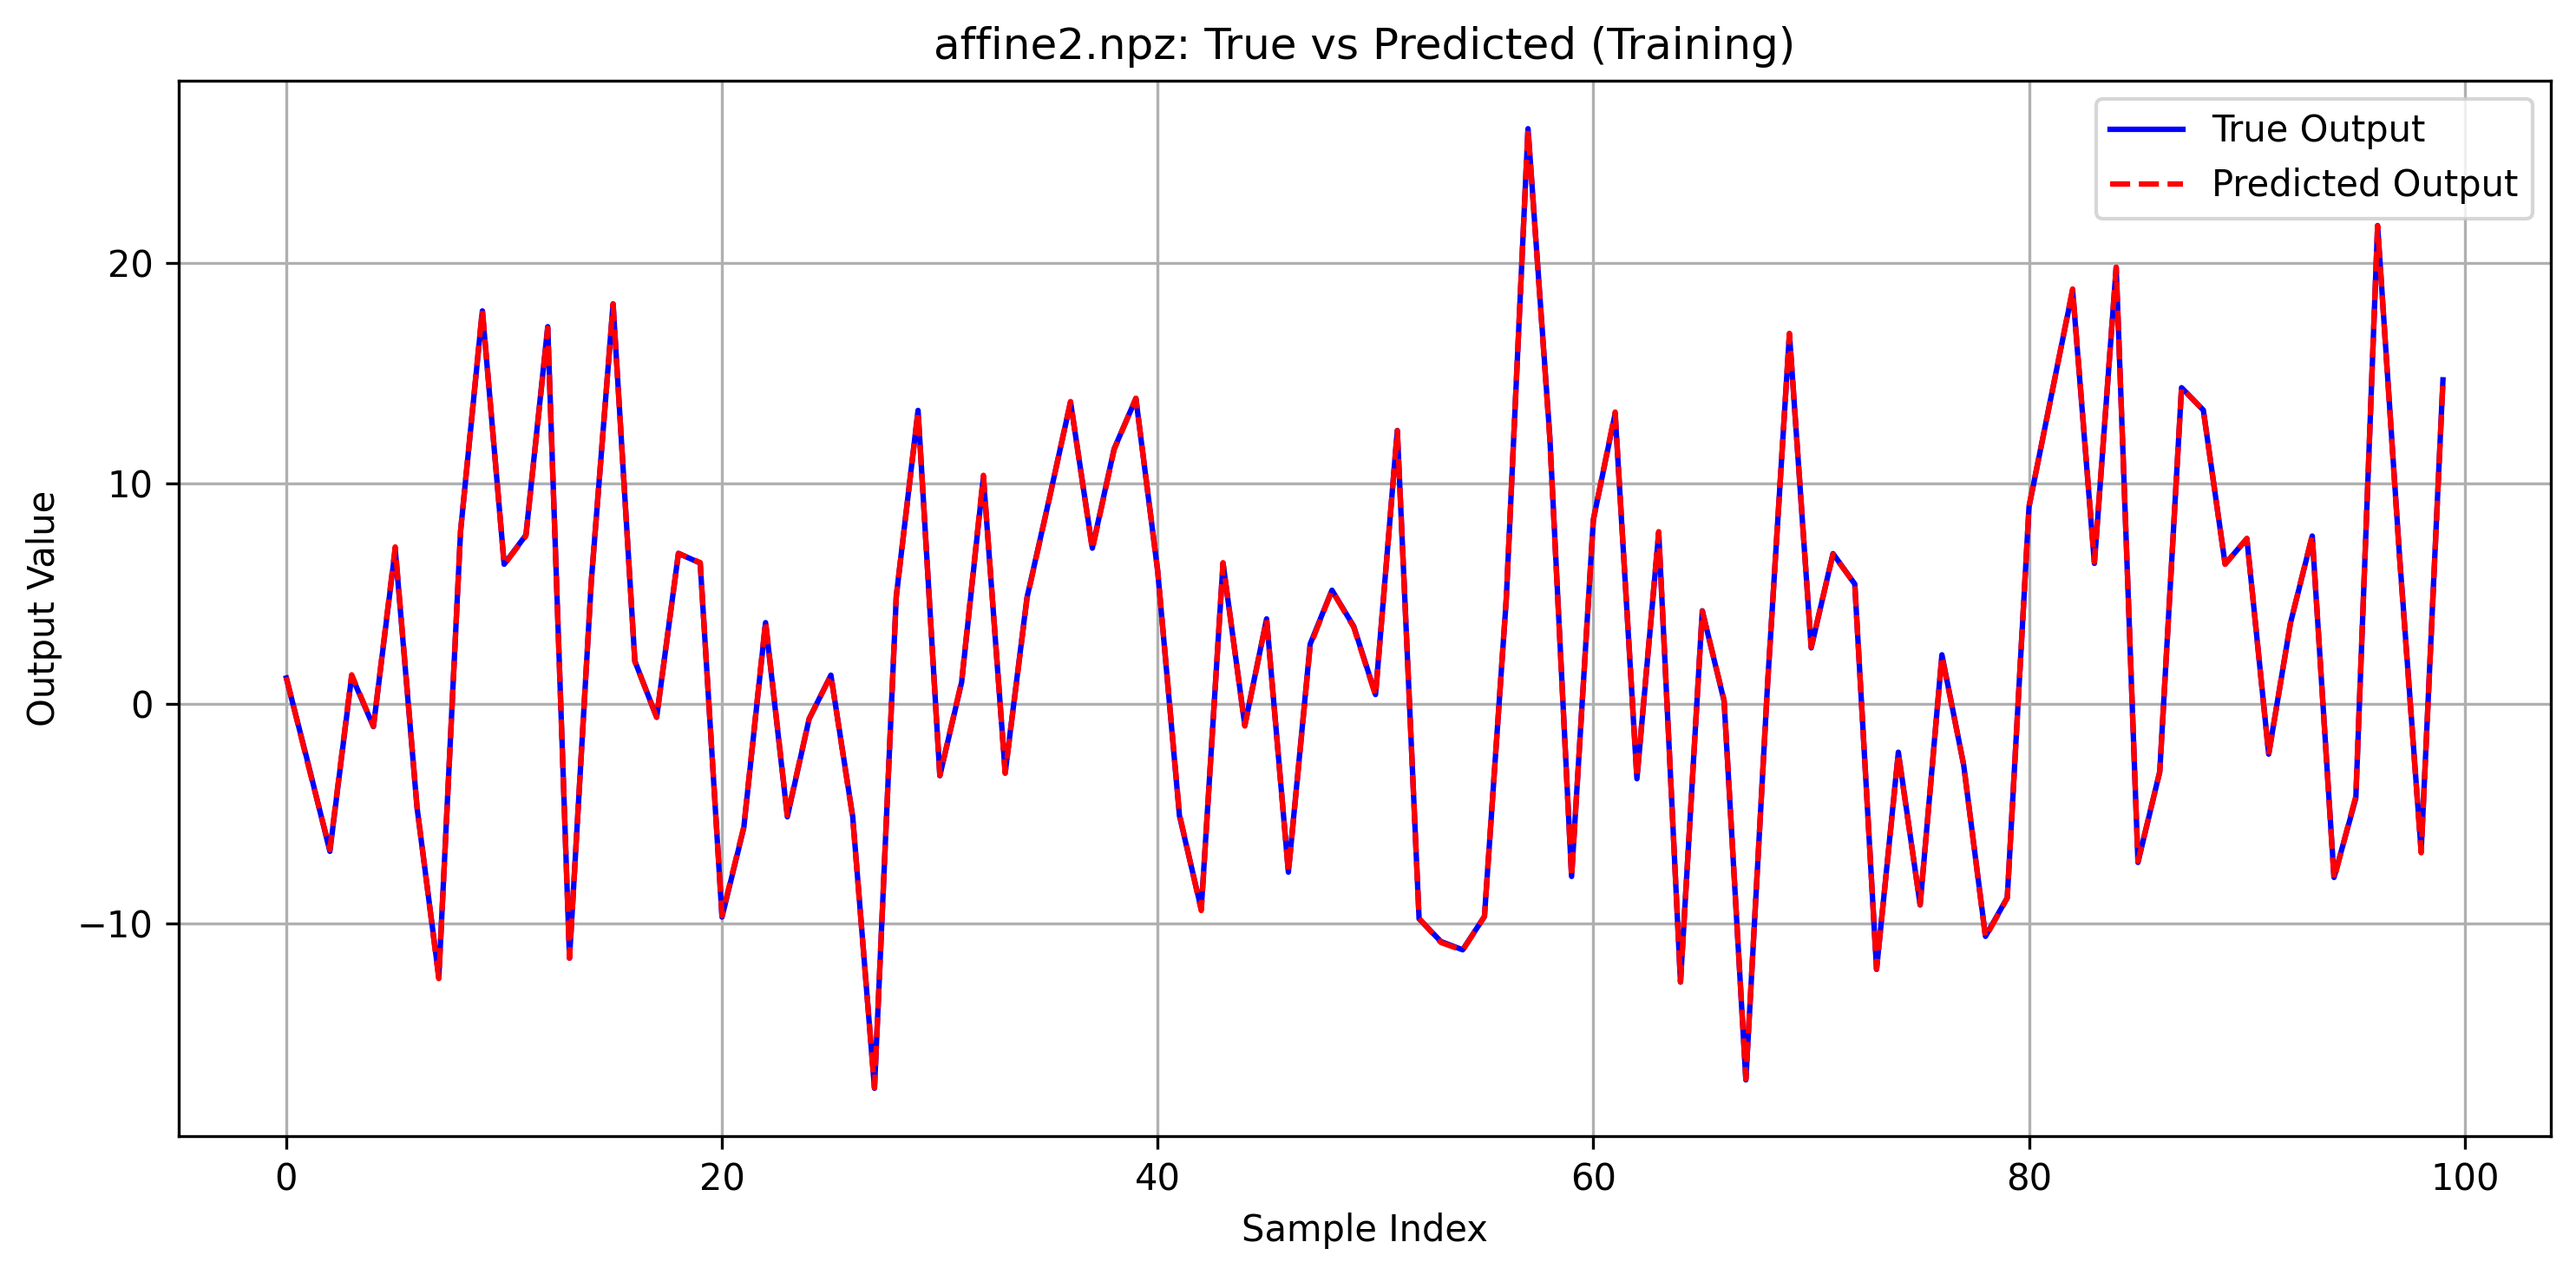 affine2.npz: True vs Predicted (Training)
True Output
Predicted Output
Output Value
20
10
0
−10
0
20
40
60
80
100
Sample Index